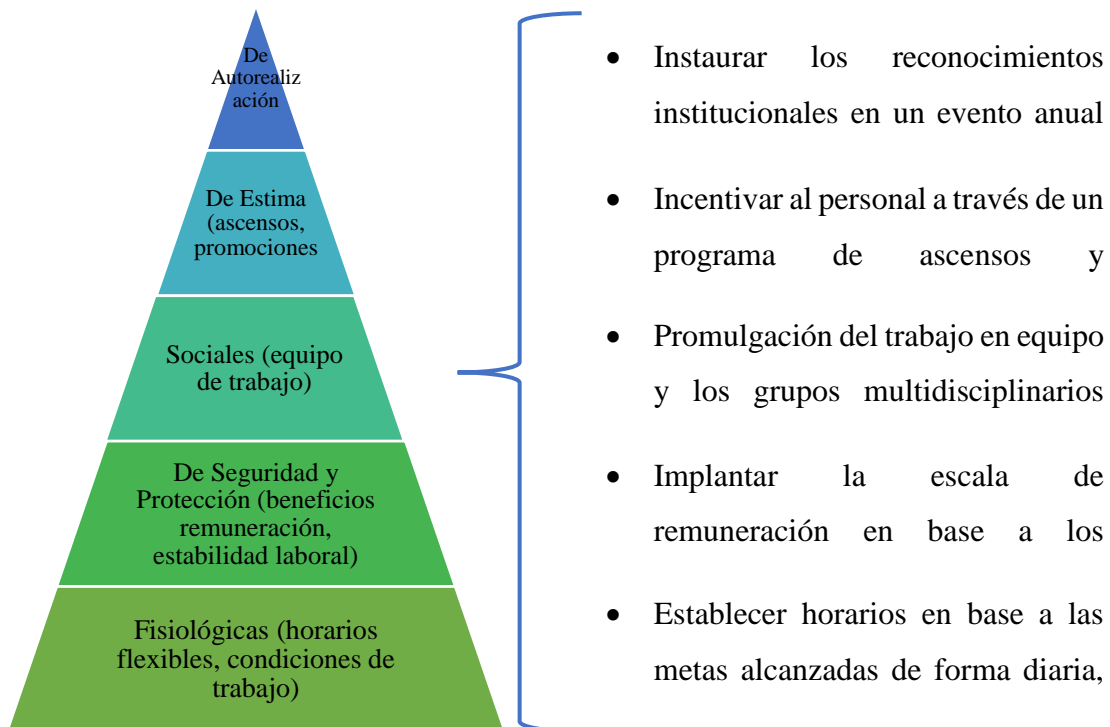 De
Autorealiz
ación
De Estima
(ascensos,
promociones
Sociales (equipo
de trabajo)
De Seguridad y
Protección (beneficios
remuneración,
estabilidad laboral)
Fisiológicas (horarios
flexibles, condiciones de
trabajo)
• Instaurar los reconocimientos
institucionales en un evento anual
• Incentivar al personal a través de un
programa de ascensos y
• Promulgación del trabajo en equipo
y los grupos multidisciplinarios
• Implantar la escala de
remuneración en base a los
• Establecer horarios en base a las
metas alcanzadas de forma diaria,